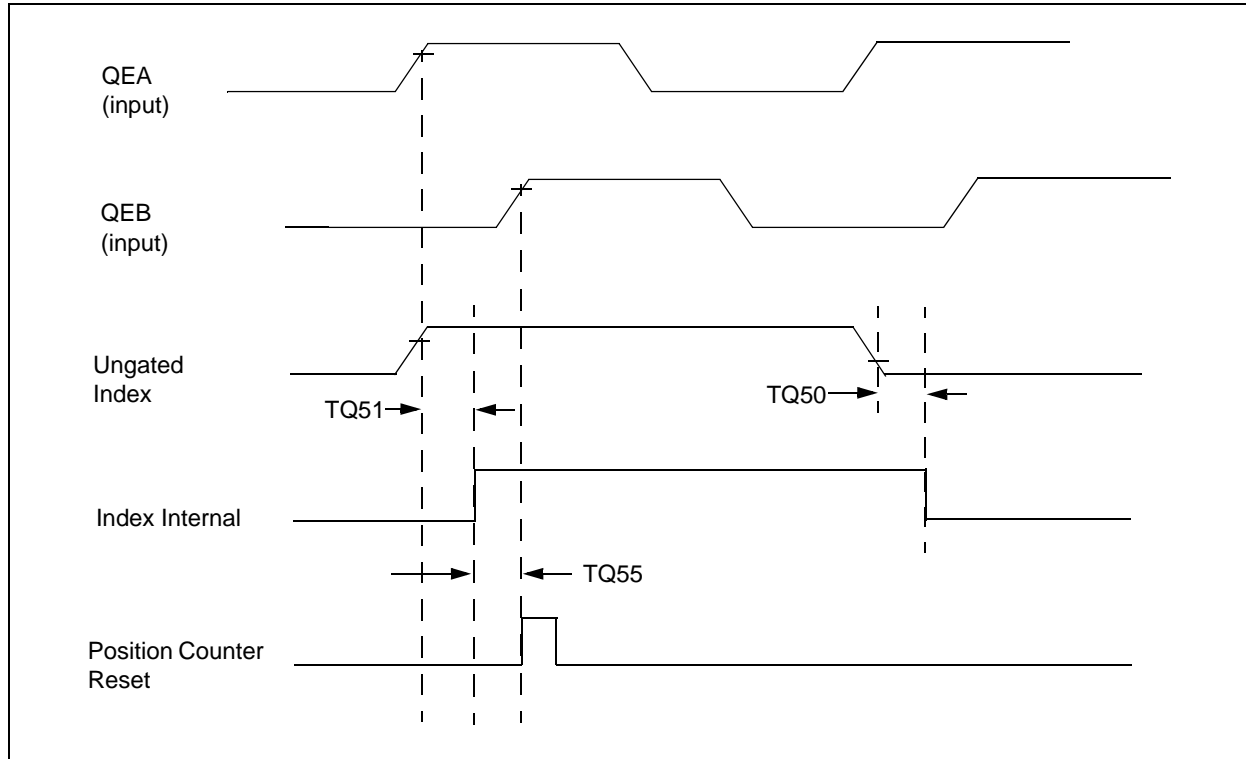 QEA
(input)
QEB
(input)
Ungated
Index
TQ51
TQ50
Index Internal
TQ55
Position Counter
Reset